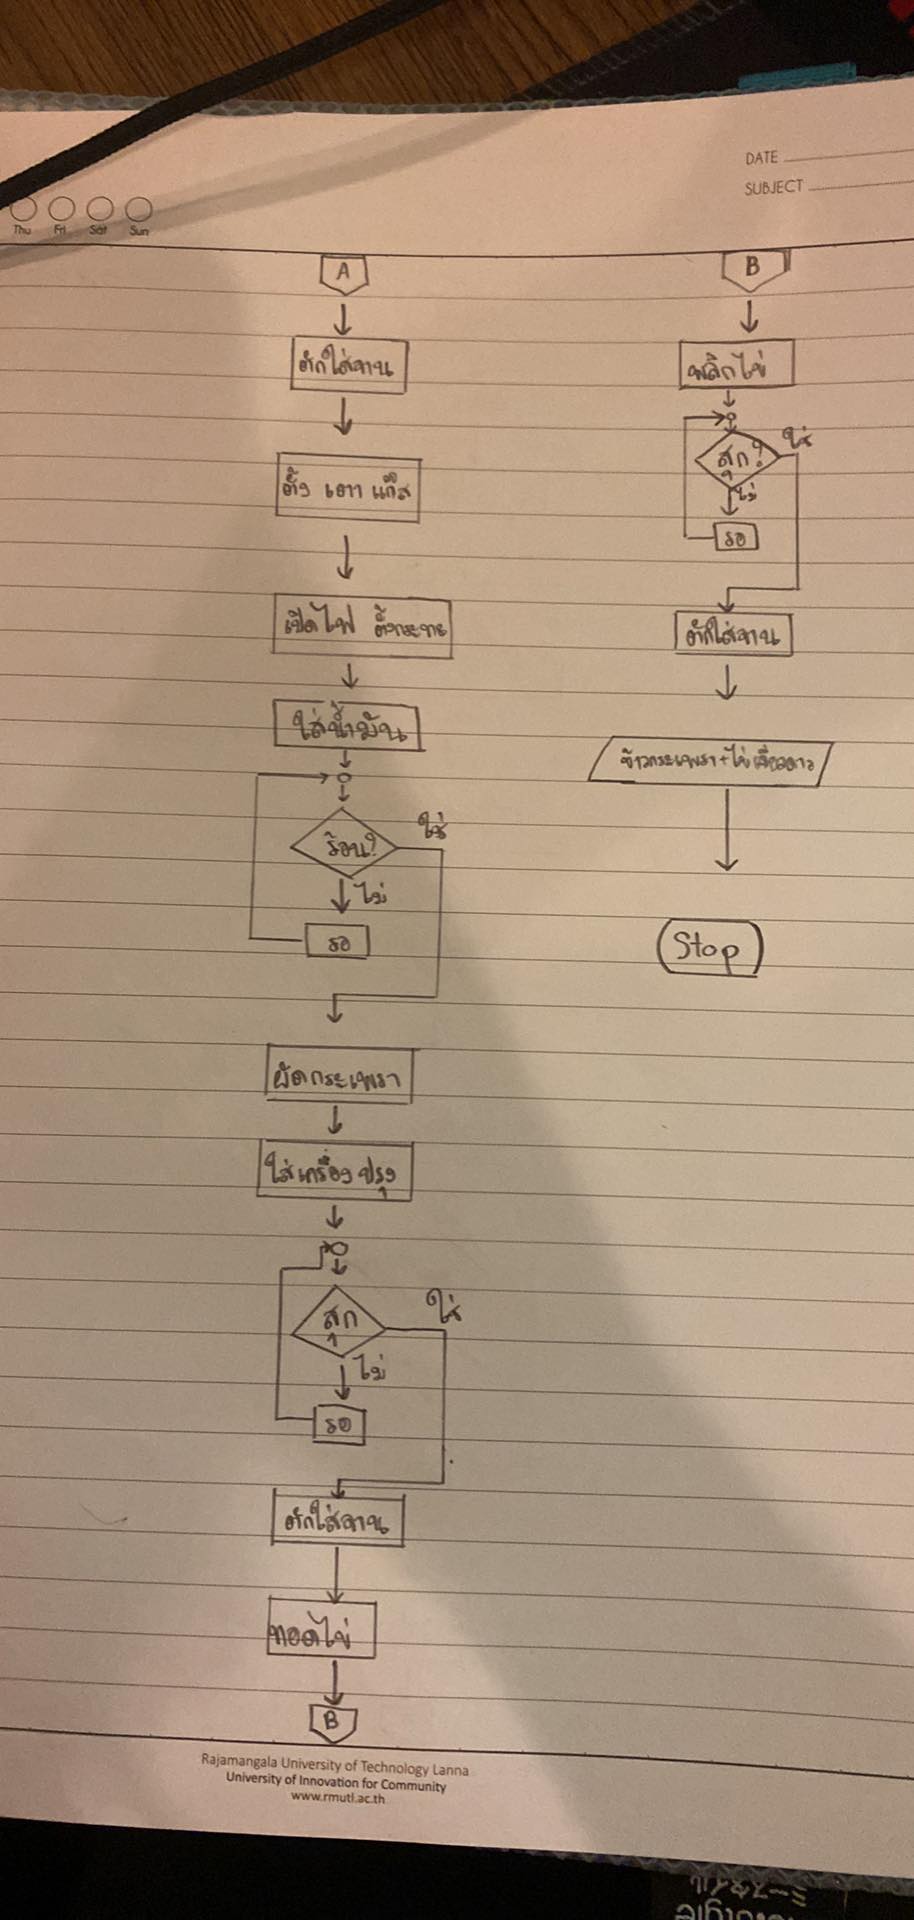 DATE
SUBJECT
Thu Fri Sat Sun
A
ตักใส่จาน
ตั้ง เตา แก๊ส
เปิดไฟ ตั้งกระทะ
ใส่น้ำมัน
ร้อน?
ใช่
ไม่
รอ
ผัดกระเพรา
ใส่เครื่องปรุง
สุก
ใช่
ไม่
รอ
ตักใส่จาน
ทอดไข่
B
B
พลิกไข่
สุก?
ใช่
ไม่
รอ
ตักใส่จาน
ข้าวกระเพรา+ไข่เจียวดาว
Stop
Rajamangala University of Technology Lanna
University of Innovation for Community
www.rmutl.ac.th